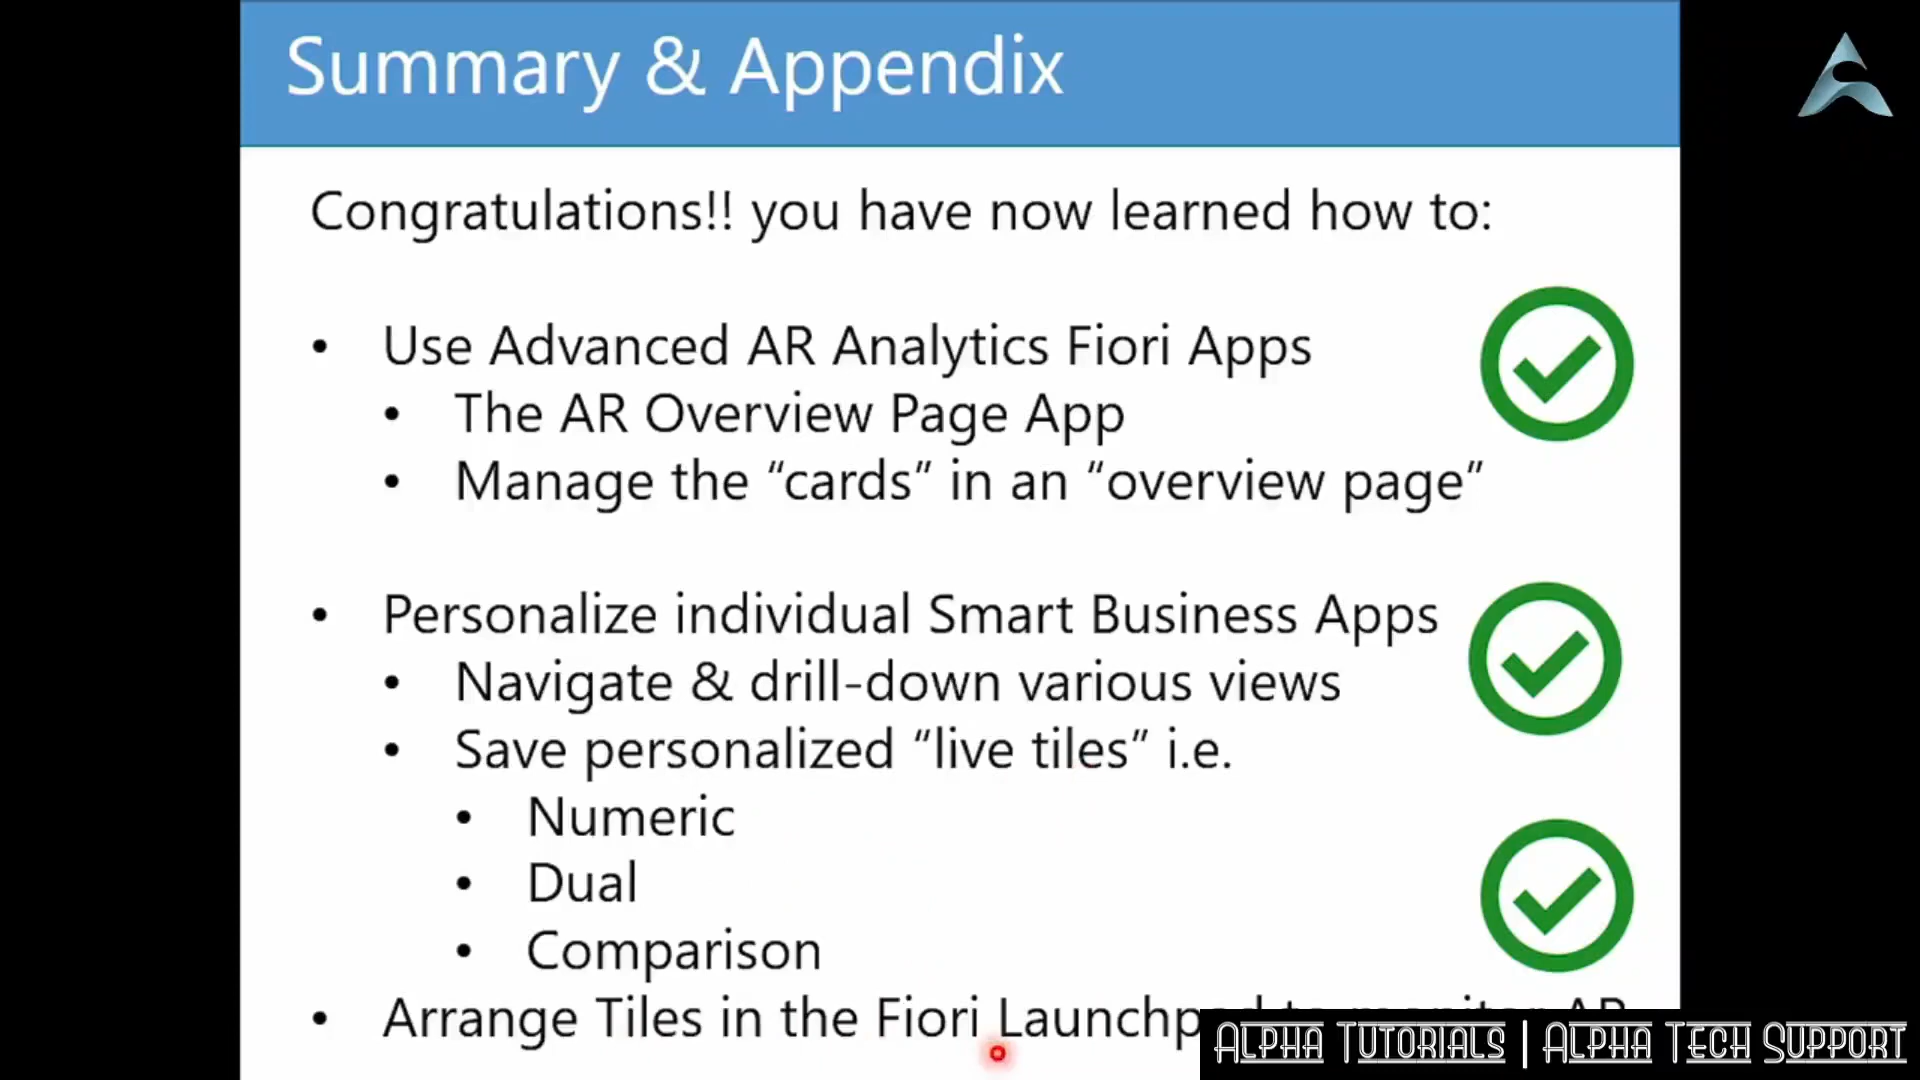 Summary & Appendix
Congratulations!! you have now learned how to:
• Use Advanced AR Analytics Fiori Apps
• The AR Overview Page App
• Manage the “cards” in an “overview page”
• Personalize individual Smart Business Apps
• Navigate & drill-down various views
• Save personalized “live tiles” i.e.
• Numeric
• Dual
• Comparison
• Arrange Tiles in the Fiori Launchpad to monitor AR
Alpha Tutorials | Alpha Tech Support